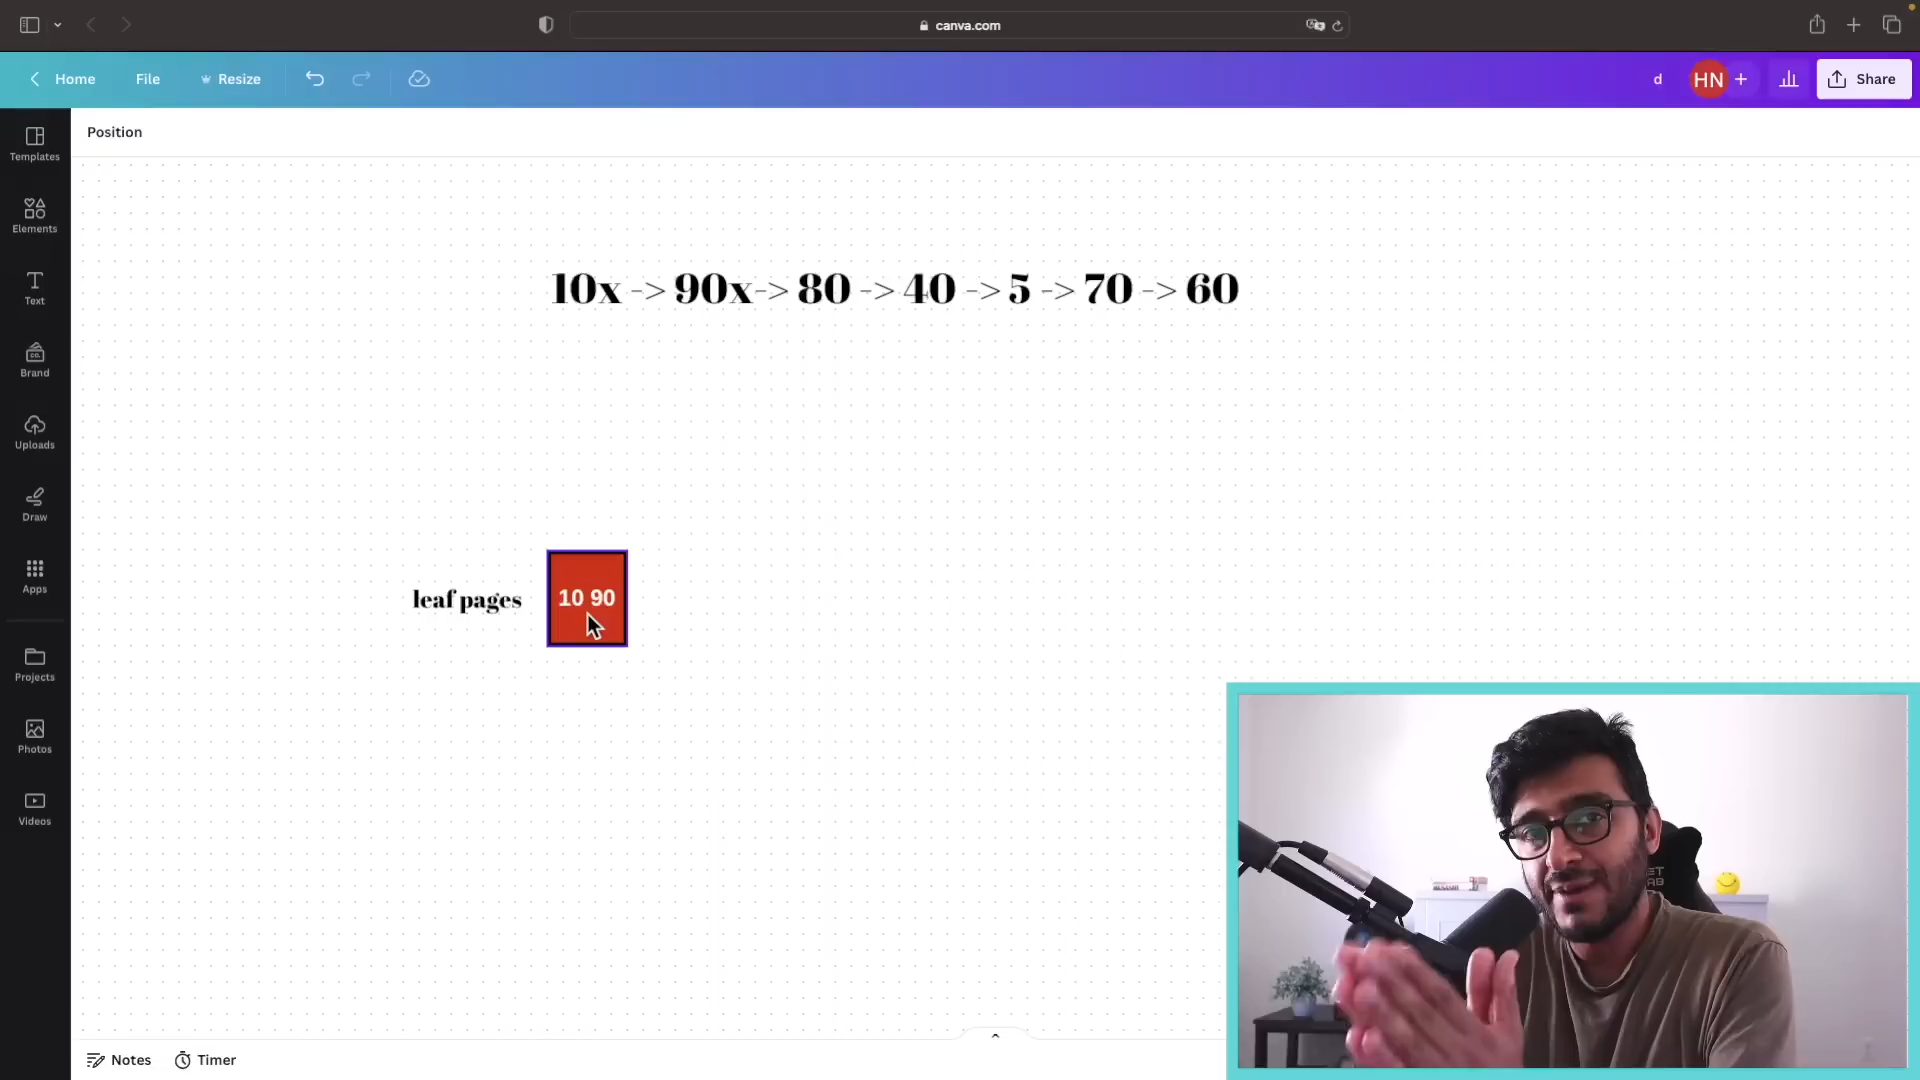 canva.com
Home File Resize d HN + Share
Position
Templates
Elements
Text
Brand
Uploads
Draw
Apps
Projects
Photos
Videos
10x -> 90x-> 80 -> 40 -> 5 -> 70 -> 60
leaf pages 10 90
Notes Timer